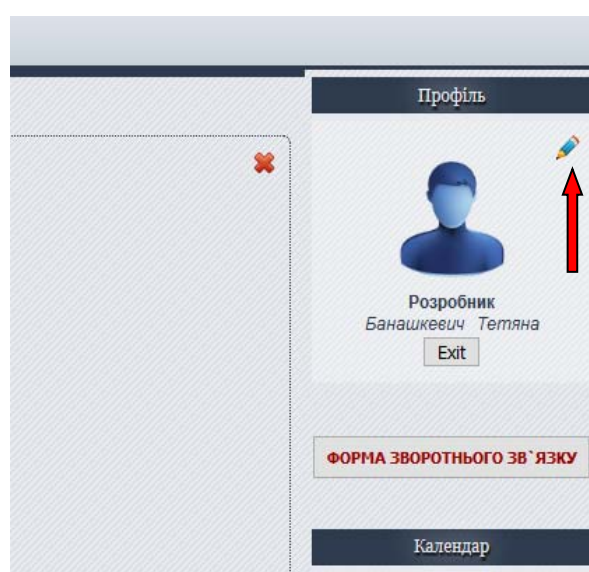 Профіль
Розробник
Банашкевич Тетяна
Exit
ФОРМА ЗВОРОТНЬОГО ЗВ`ЯЗКУ
Календар